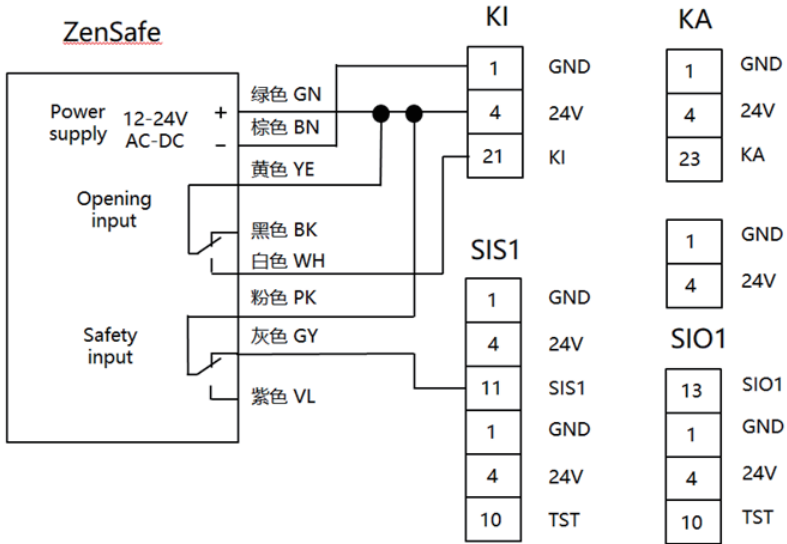 ZenSafe
Power supply
12-24V
AC-DC
+
−
绿色 GN
棕色 BN
黄色 YE
Opening
input
黑色 BK
白色 WH
粉色 PK
Safety
input
灰色 GY
紫色 VL
KI
1 GND
4 24V
21 KI
SIS1
1 GND
4 24V
11 SIS1
1 GND
4 24V
10 TST
KA
1 GND
4 24V
23 KA
1 GND
4 24V
SIO1
13 SIO1
1 GND
4 24V
10 TST